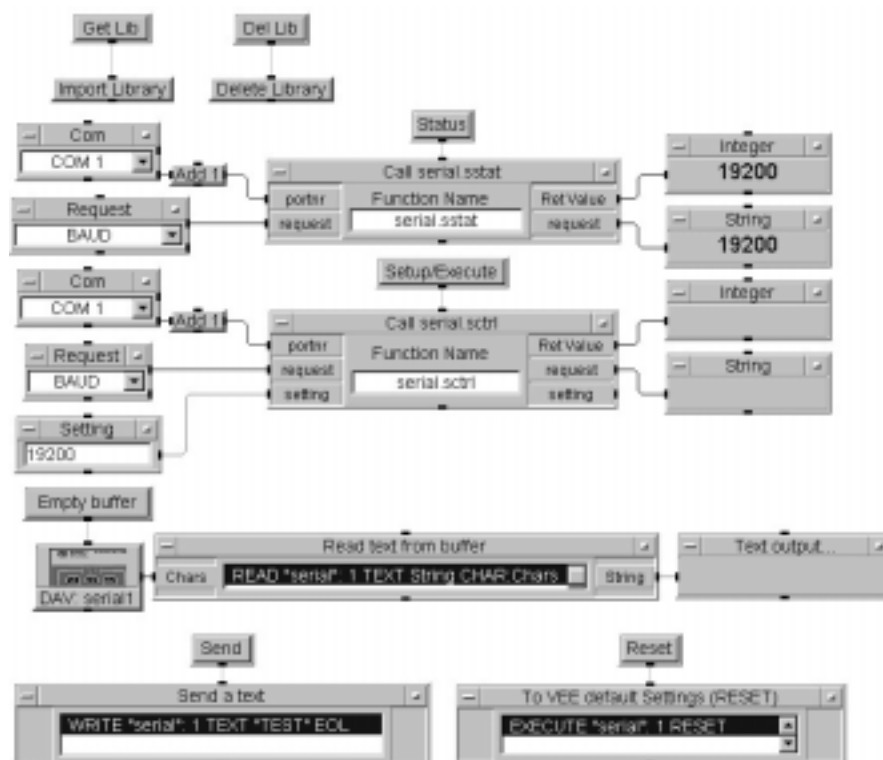 Get Lib
Del Lib
Import Library
Delete Library
Com
COM 1
Add 1
Request
BAUD
Status
Call serial.sstat
portnr
request
Function Name
serial.sstat
Ret Value
request
Integer
19200
String
19200
Com
COM 1
Add 1
Request
BAUD
Setting
19200
Setup/Execute
Call serial.sctrl
portnr
request
setting
Function Name
serial.sctrl
Ret Value
request
setting
Integer
String
Empty buffer
DAV: serial1
Read text from buffer
Chars
READ "serial": 1 TEXT String CHAR:Chars
String
Text output...
Send
Send a text
WRITE "serial": 1 TEXT "TEST" EOL
Reset
To VEE default Settings (RESET)
EXECUTE "serial": 1 RESET